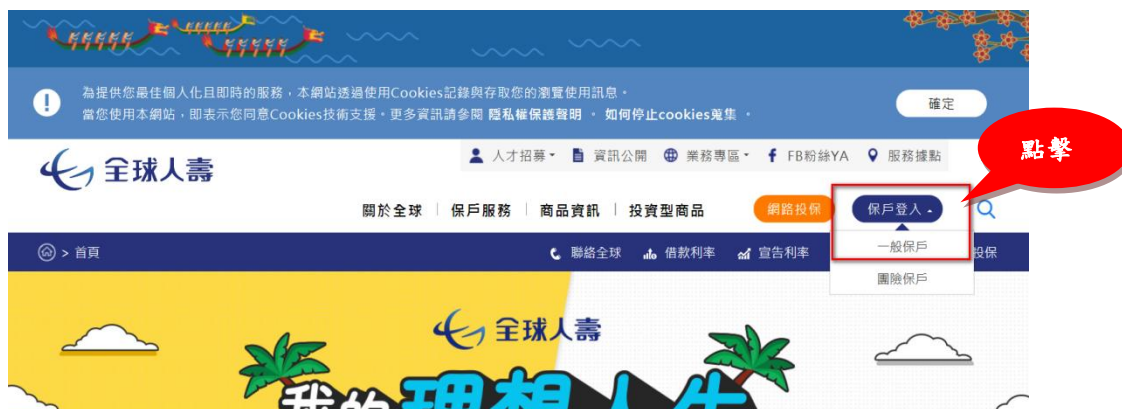 為提供您最佳個人化且即時的服務，本網站透過使用Cookies記錄與存取您的瀏覽使用訊息。
當您使用本網站，即表示您同意Cookies技術支援。更多資訊請參閱 隱私權保護聲明 。 如何停止cookies蒐集 。
確定
點擊
全球人壽
人才招募 資訊公開 業務專區 FB粉絲YA 服務據點
關於全球 | 保戶服務 | 商品資訊 | 投資型商品 網路投保 保戶登入
> 首頁 聯絡全球 借款利率 宣告利率 投保
一般保戶
團險保戶
全球人壽
我的理想人生